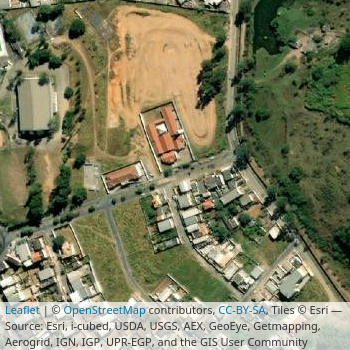 Leaflet | © OpenStreetMap contributors, CC-BY-SA, Tiles © Esri —
Source: Esri, i-cubed, USDA, USGS, AEX, GeoEye, Getmapping,
Aerogrid, IGN, IGP, UPR-EGP, and the GIS User Community